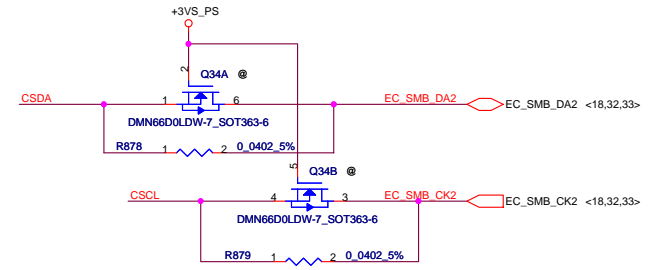 +3VS_PS
2
Q34A @
CSDA
1
6
EC_SMB_DA2
EC_SMB_DA2 <18,32,33>
DMN66D0LDW-7_SOT363-6
R878
1
2
0_0402_5%
5
Q34B @
CSCL
4
3
EC_SMB_CK2
EC_SMB_CK2 <18,32,33>
DMN66D0LDW-7_SOT363-6
R879
1
2
0_0402_5%